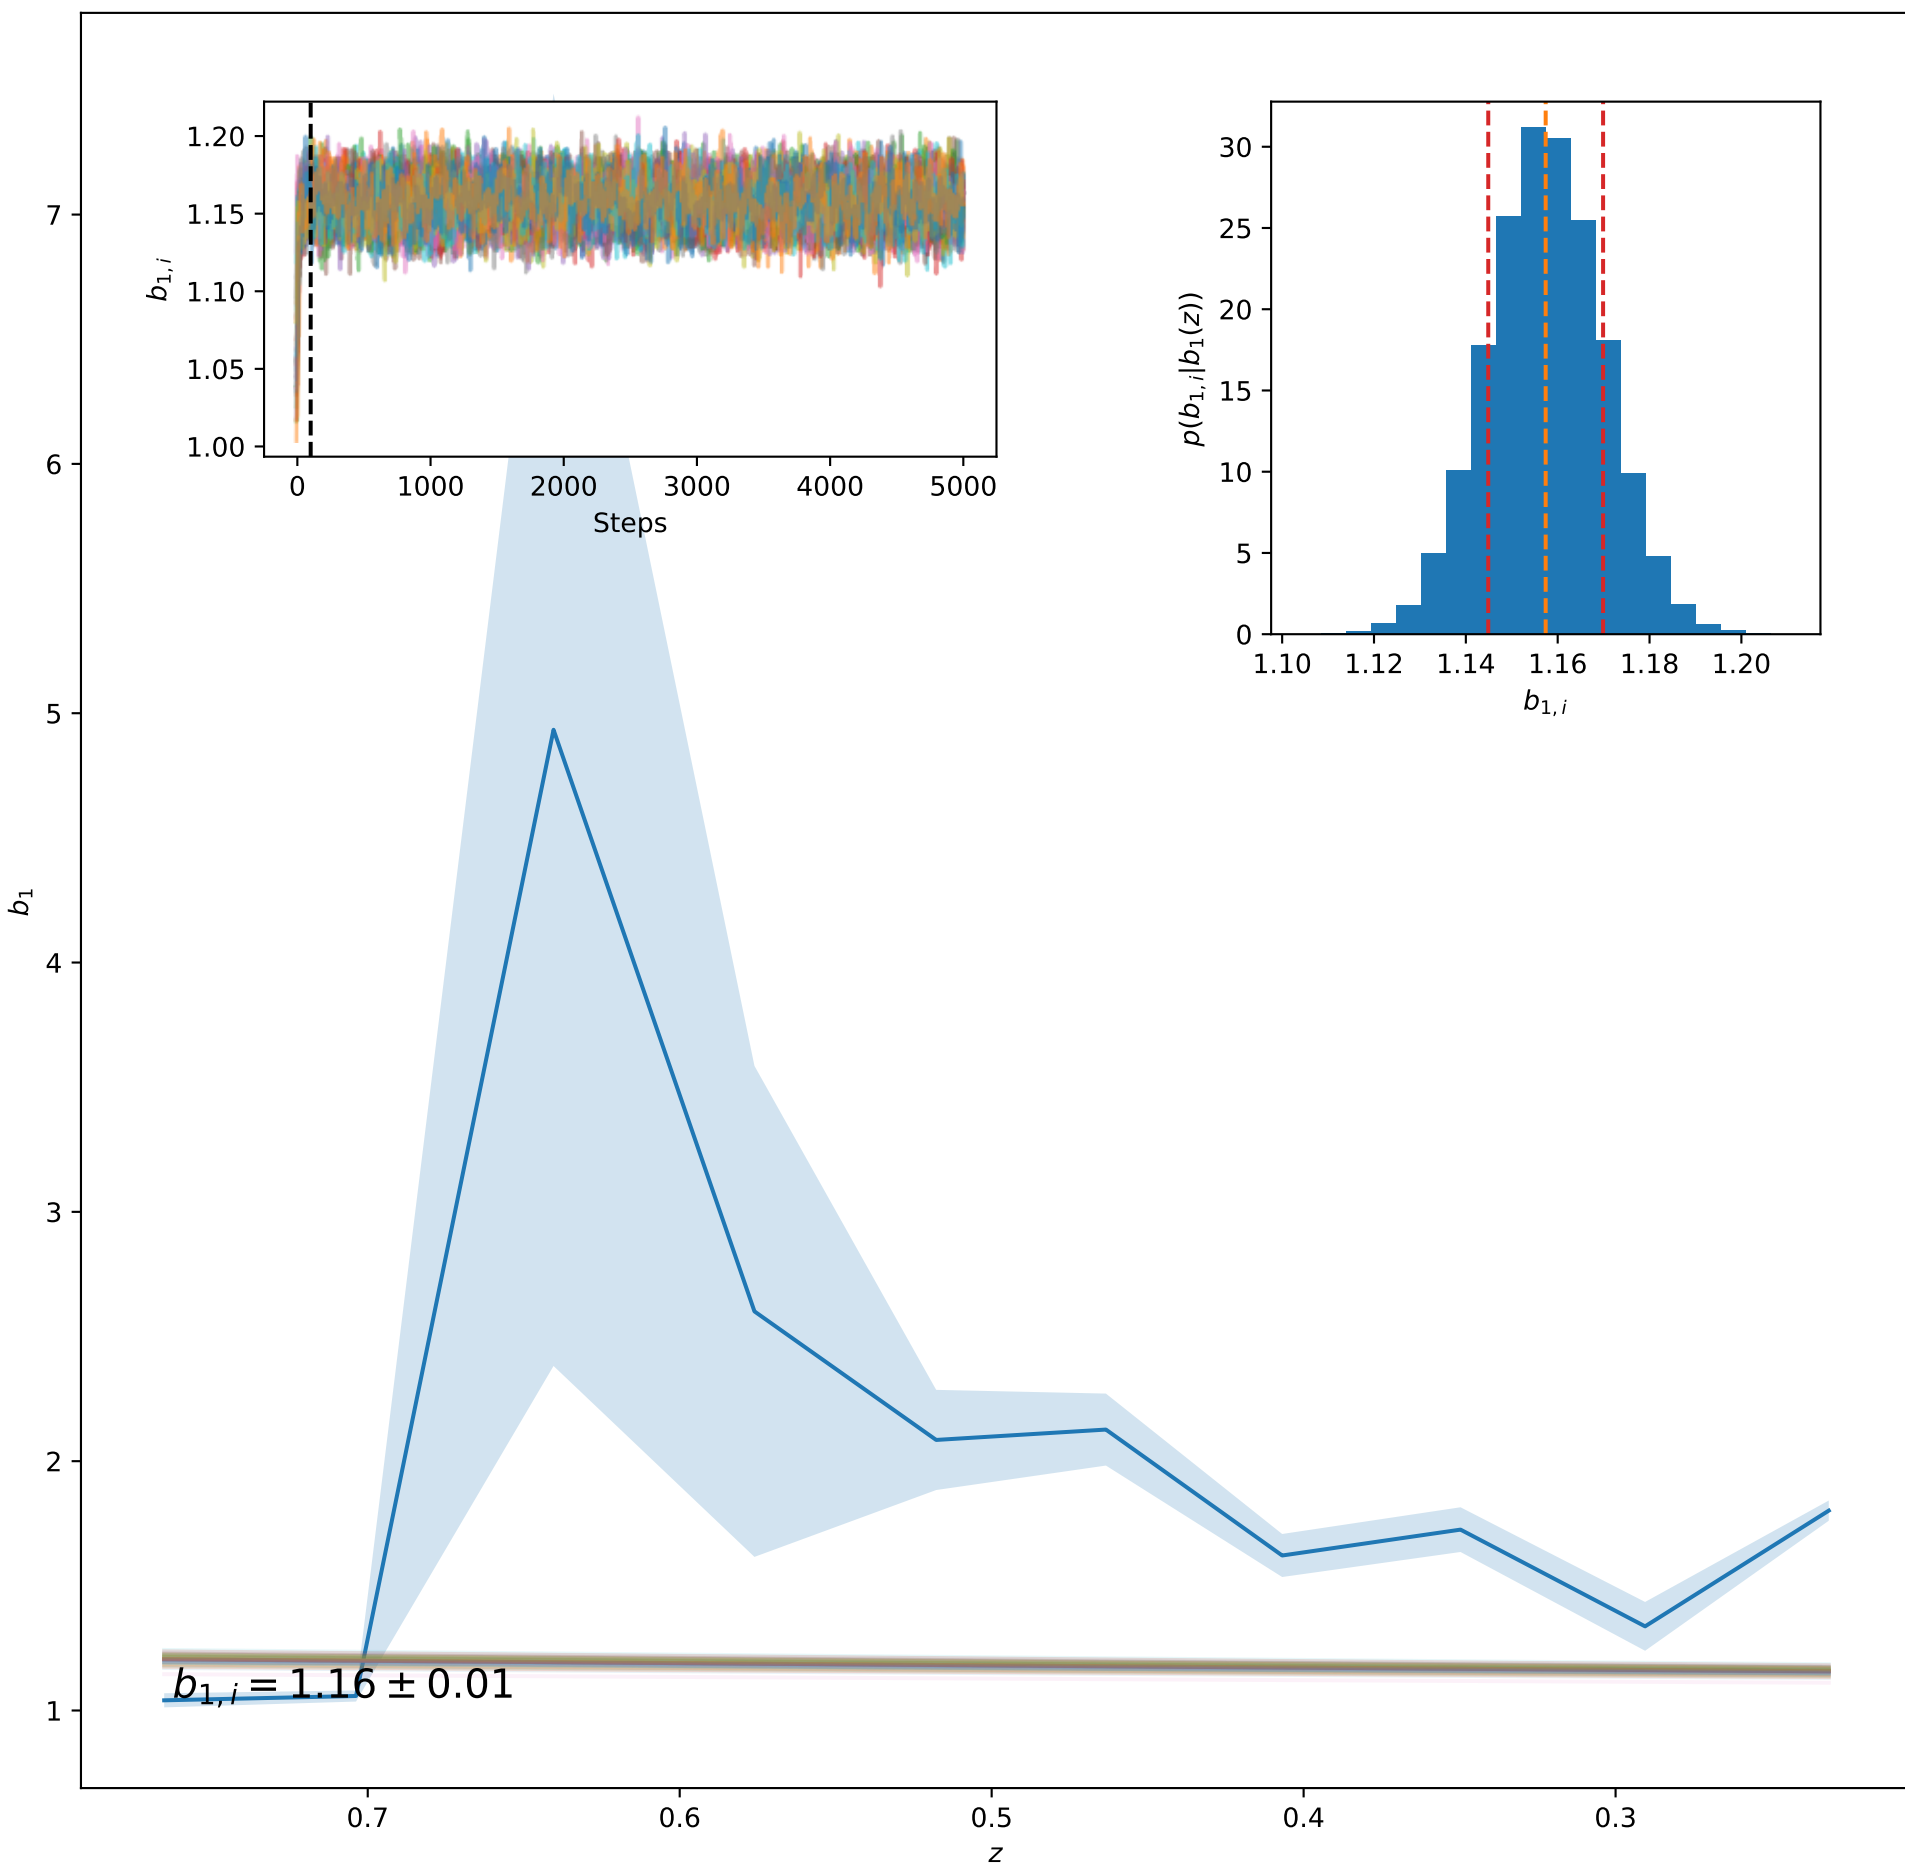 1.20
1.15
1.10
1.05
1.00
b₁,ᵢ
0 1000 2000 3000 4000 5000
Steps
30
25
20
15
10
5
0
p(b₁,ᵢ|b₁(z))
1.10 1.12 1.14 1.16 1.18 1.20
b₁,ᵢ
7
6
5
4
3
2
1
b₁
b₁,ᵢ = 1.16 ± 0.01
0.7 0.6 0.5 0.4 0.3
z